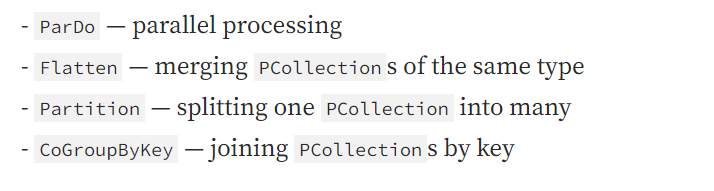 - ParDo — parallel processing
- Flatten — merging PCollections of the same type
- Partition — splitting one PCollection into many
- CoGroupByKey — joining PCollections by key